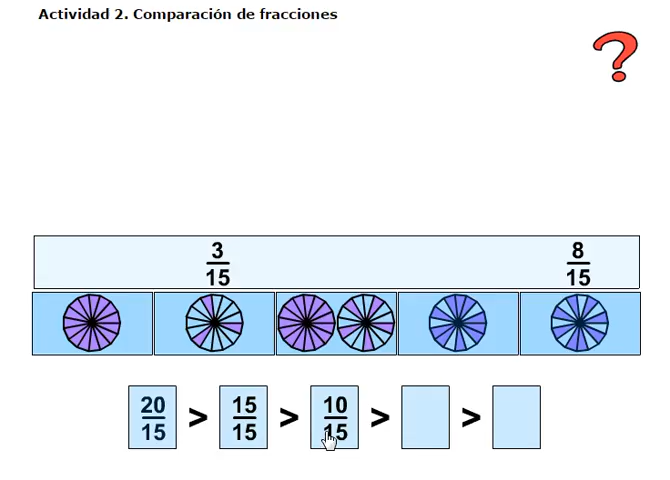 Actividad 2. Comparación de fracciones
?
3/15 8/15
20/15 > 15/15 > 10/15 > >